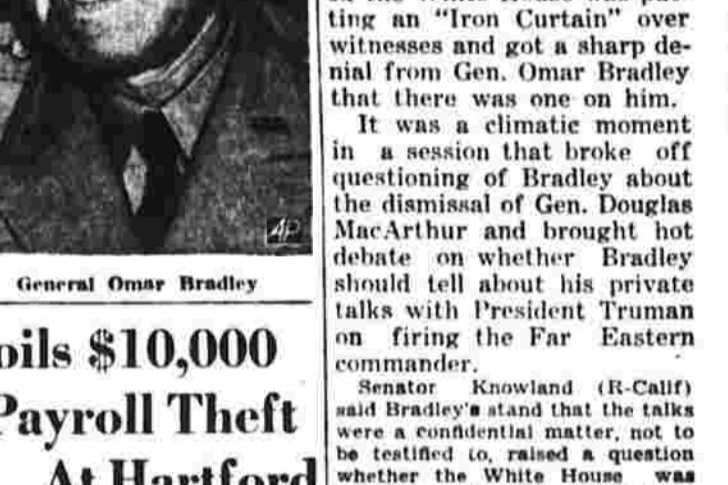 AP
General Omar Bradley
oils $10,000
Payroll Theft
At Hartford
ting an "Iron Curtain" over
witnesses and got a sharp de-
nial from Gen. Omar Bradley
that there was one on him.
It was a climatic moment
in a session that broke off
questioning of Bradley about
the dismissal of Gen. Douglas
MacArthur and brought hot
debate on whether Bradley
should tell about his private
talks with President Truman
on firing the Far Eastern
commander.
Senator Knowland (R-Calif)
said Bradley's stand that the talks
were a confidential matter, not to
be testified to, raised a question
whether the White House was